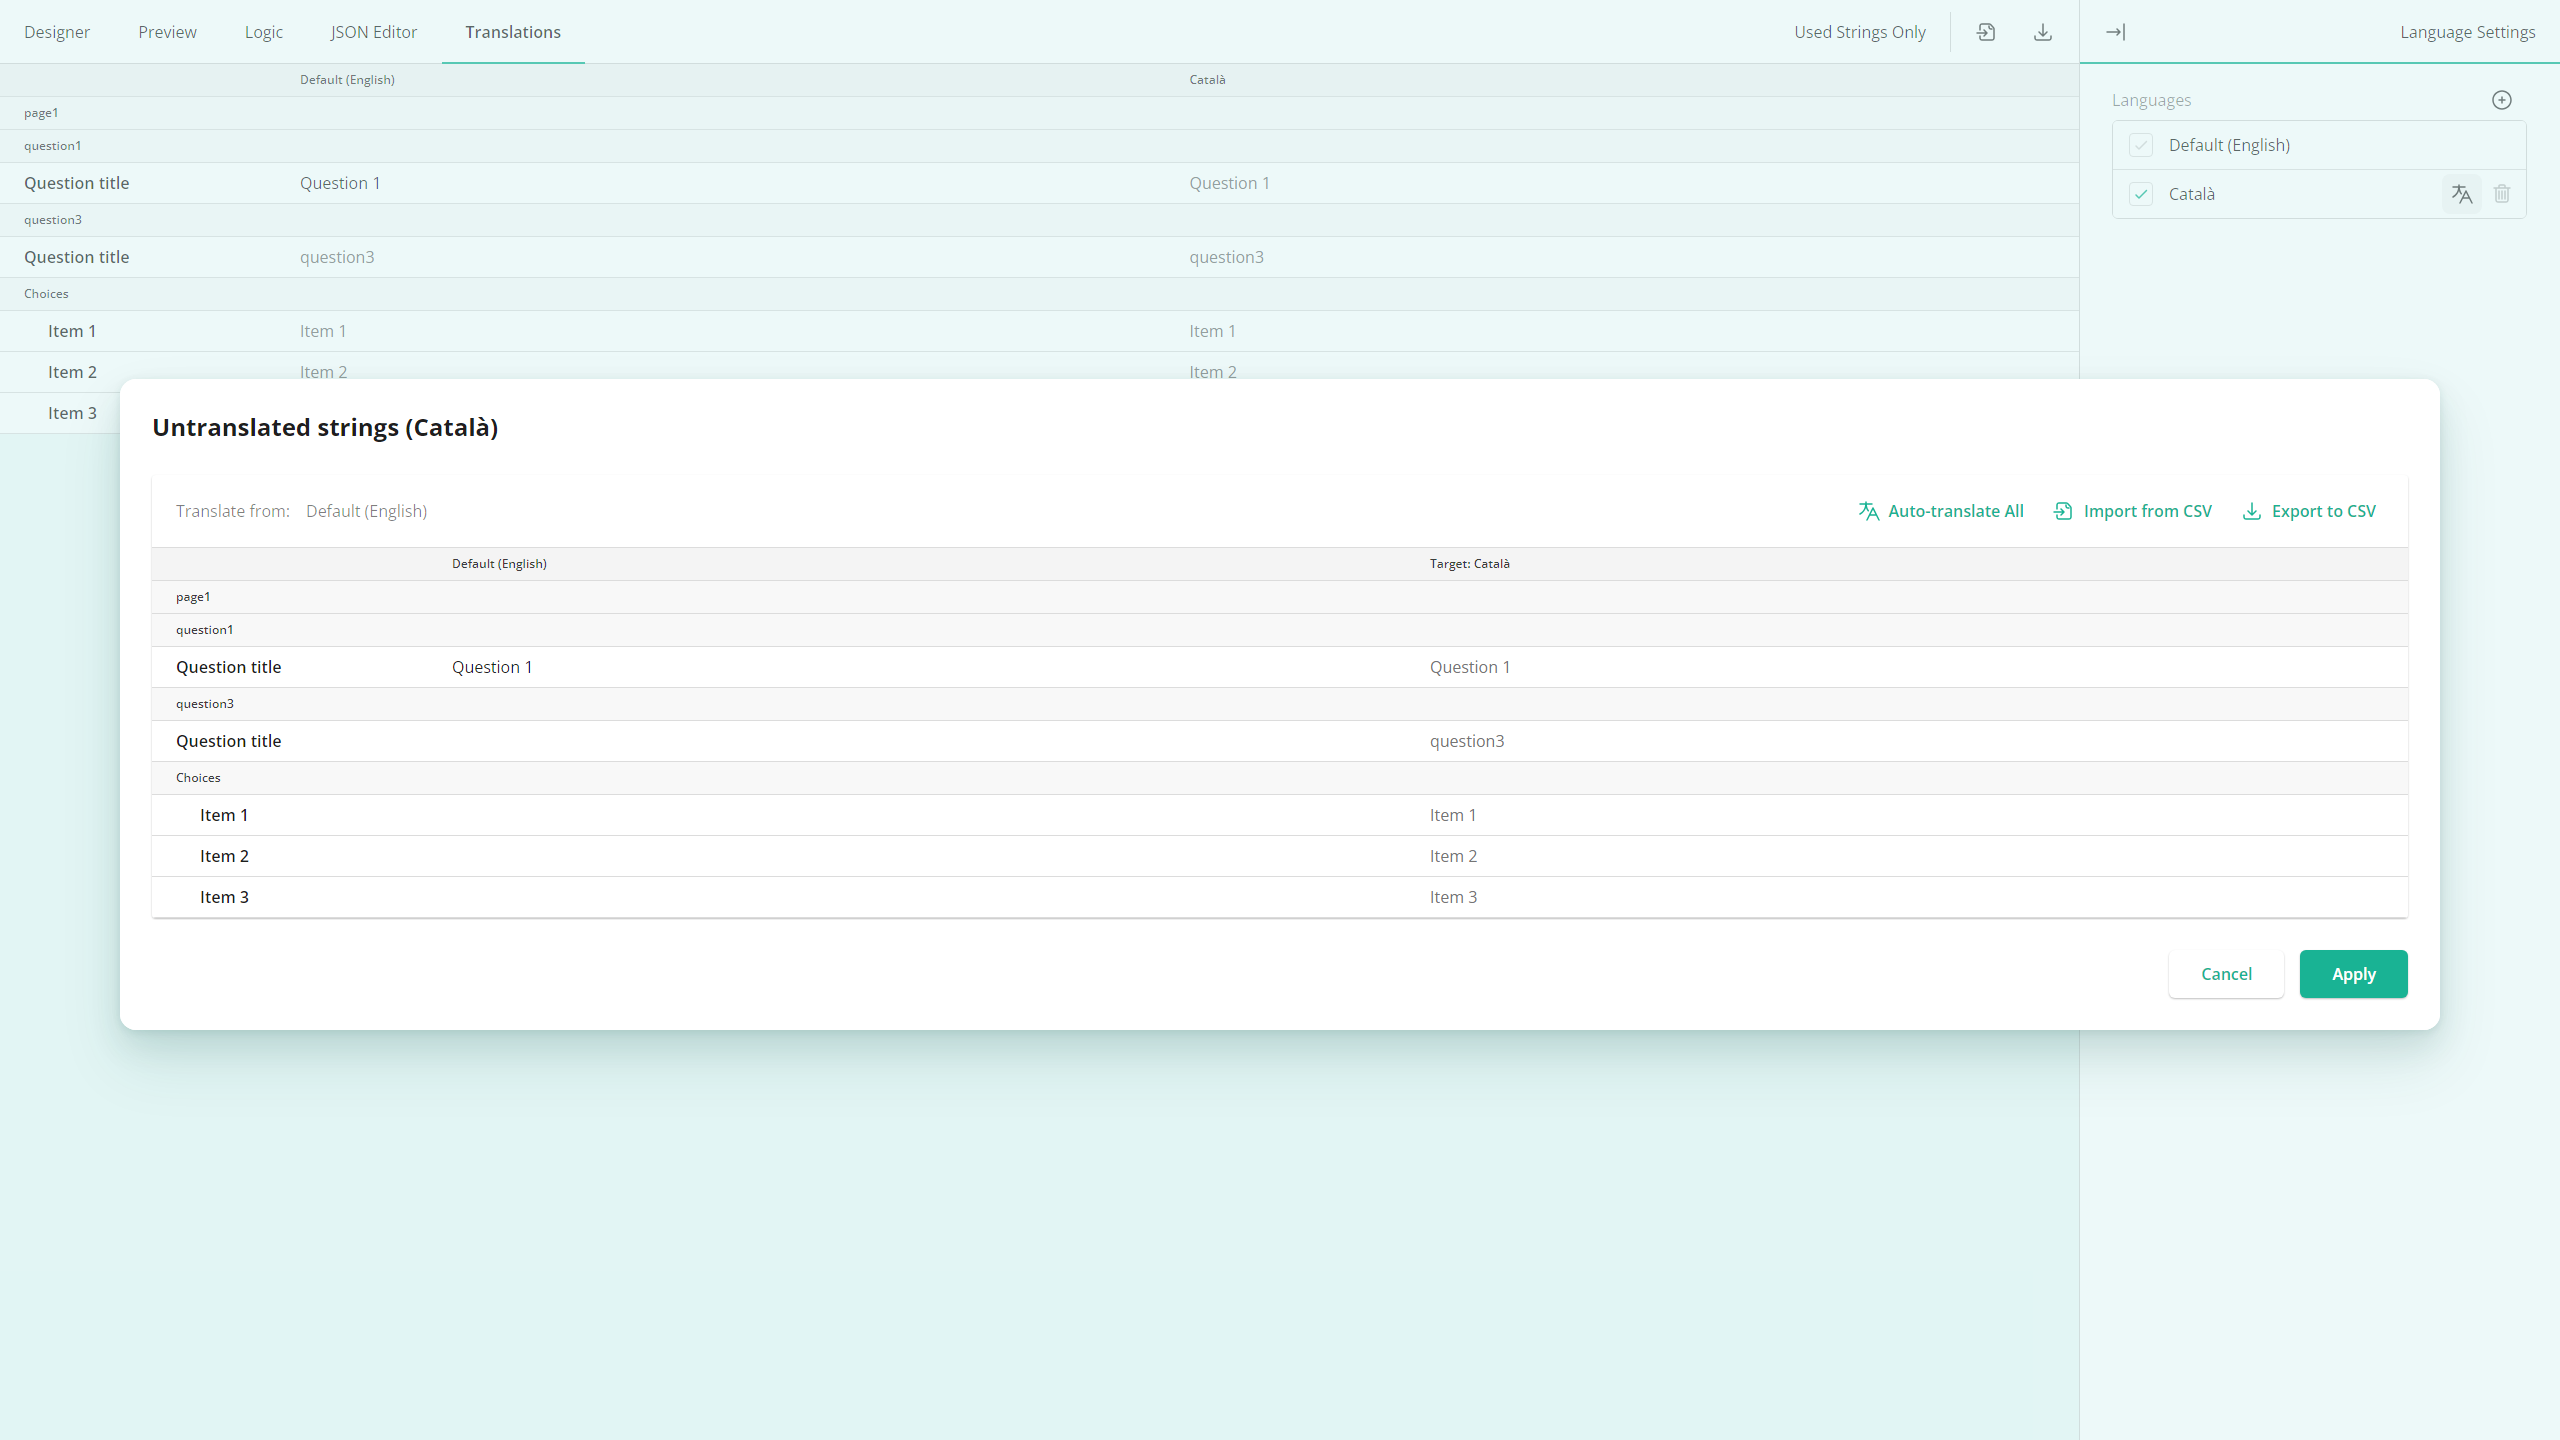 Designer Preview Logic JSON Editor Translations Used Strings Only Language Settings
Default (English) Català
page1
question1
Question title Question 1 Question 1
question3
Question title question3 question3
Choices
Item 1 Item 1 Item 1
Item 2 Item 2 Item 2
Item 3
Languages
Default (English)
Català
Untranslated strings (Català)
Translate from: Default (English) Auto-translate All Import from CSV Export to CSV
Default (English) Target: Català
page1
question1
Question title Question 1 Question 1
question3
Question title question3
Choices
Item 1 Item 1
Item 2 Item 2
Item 3 Item 3
Cancel Apply